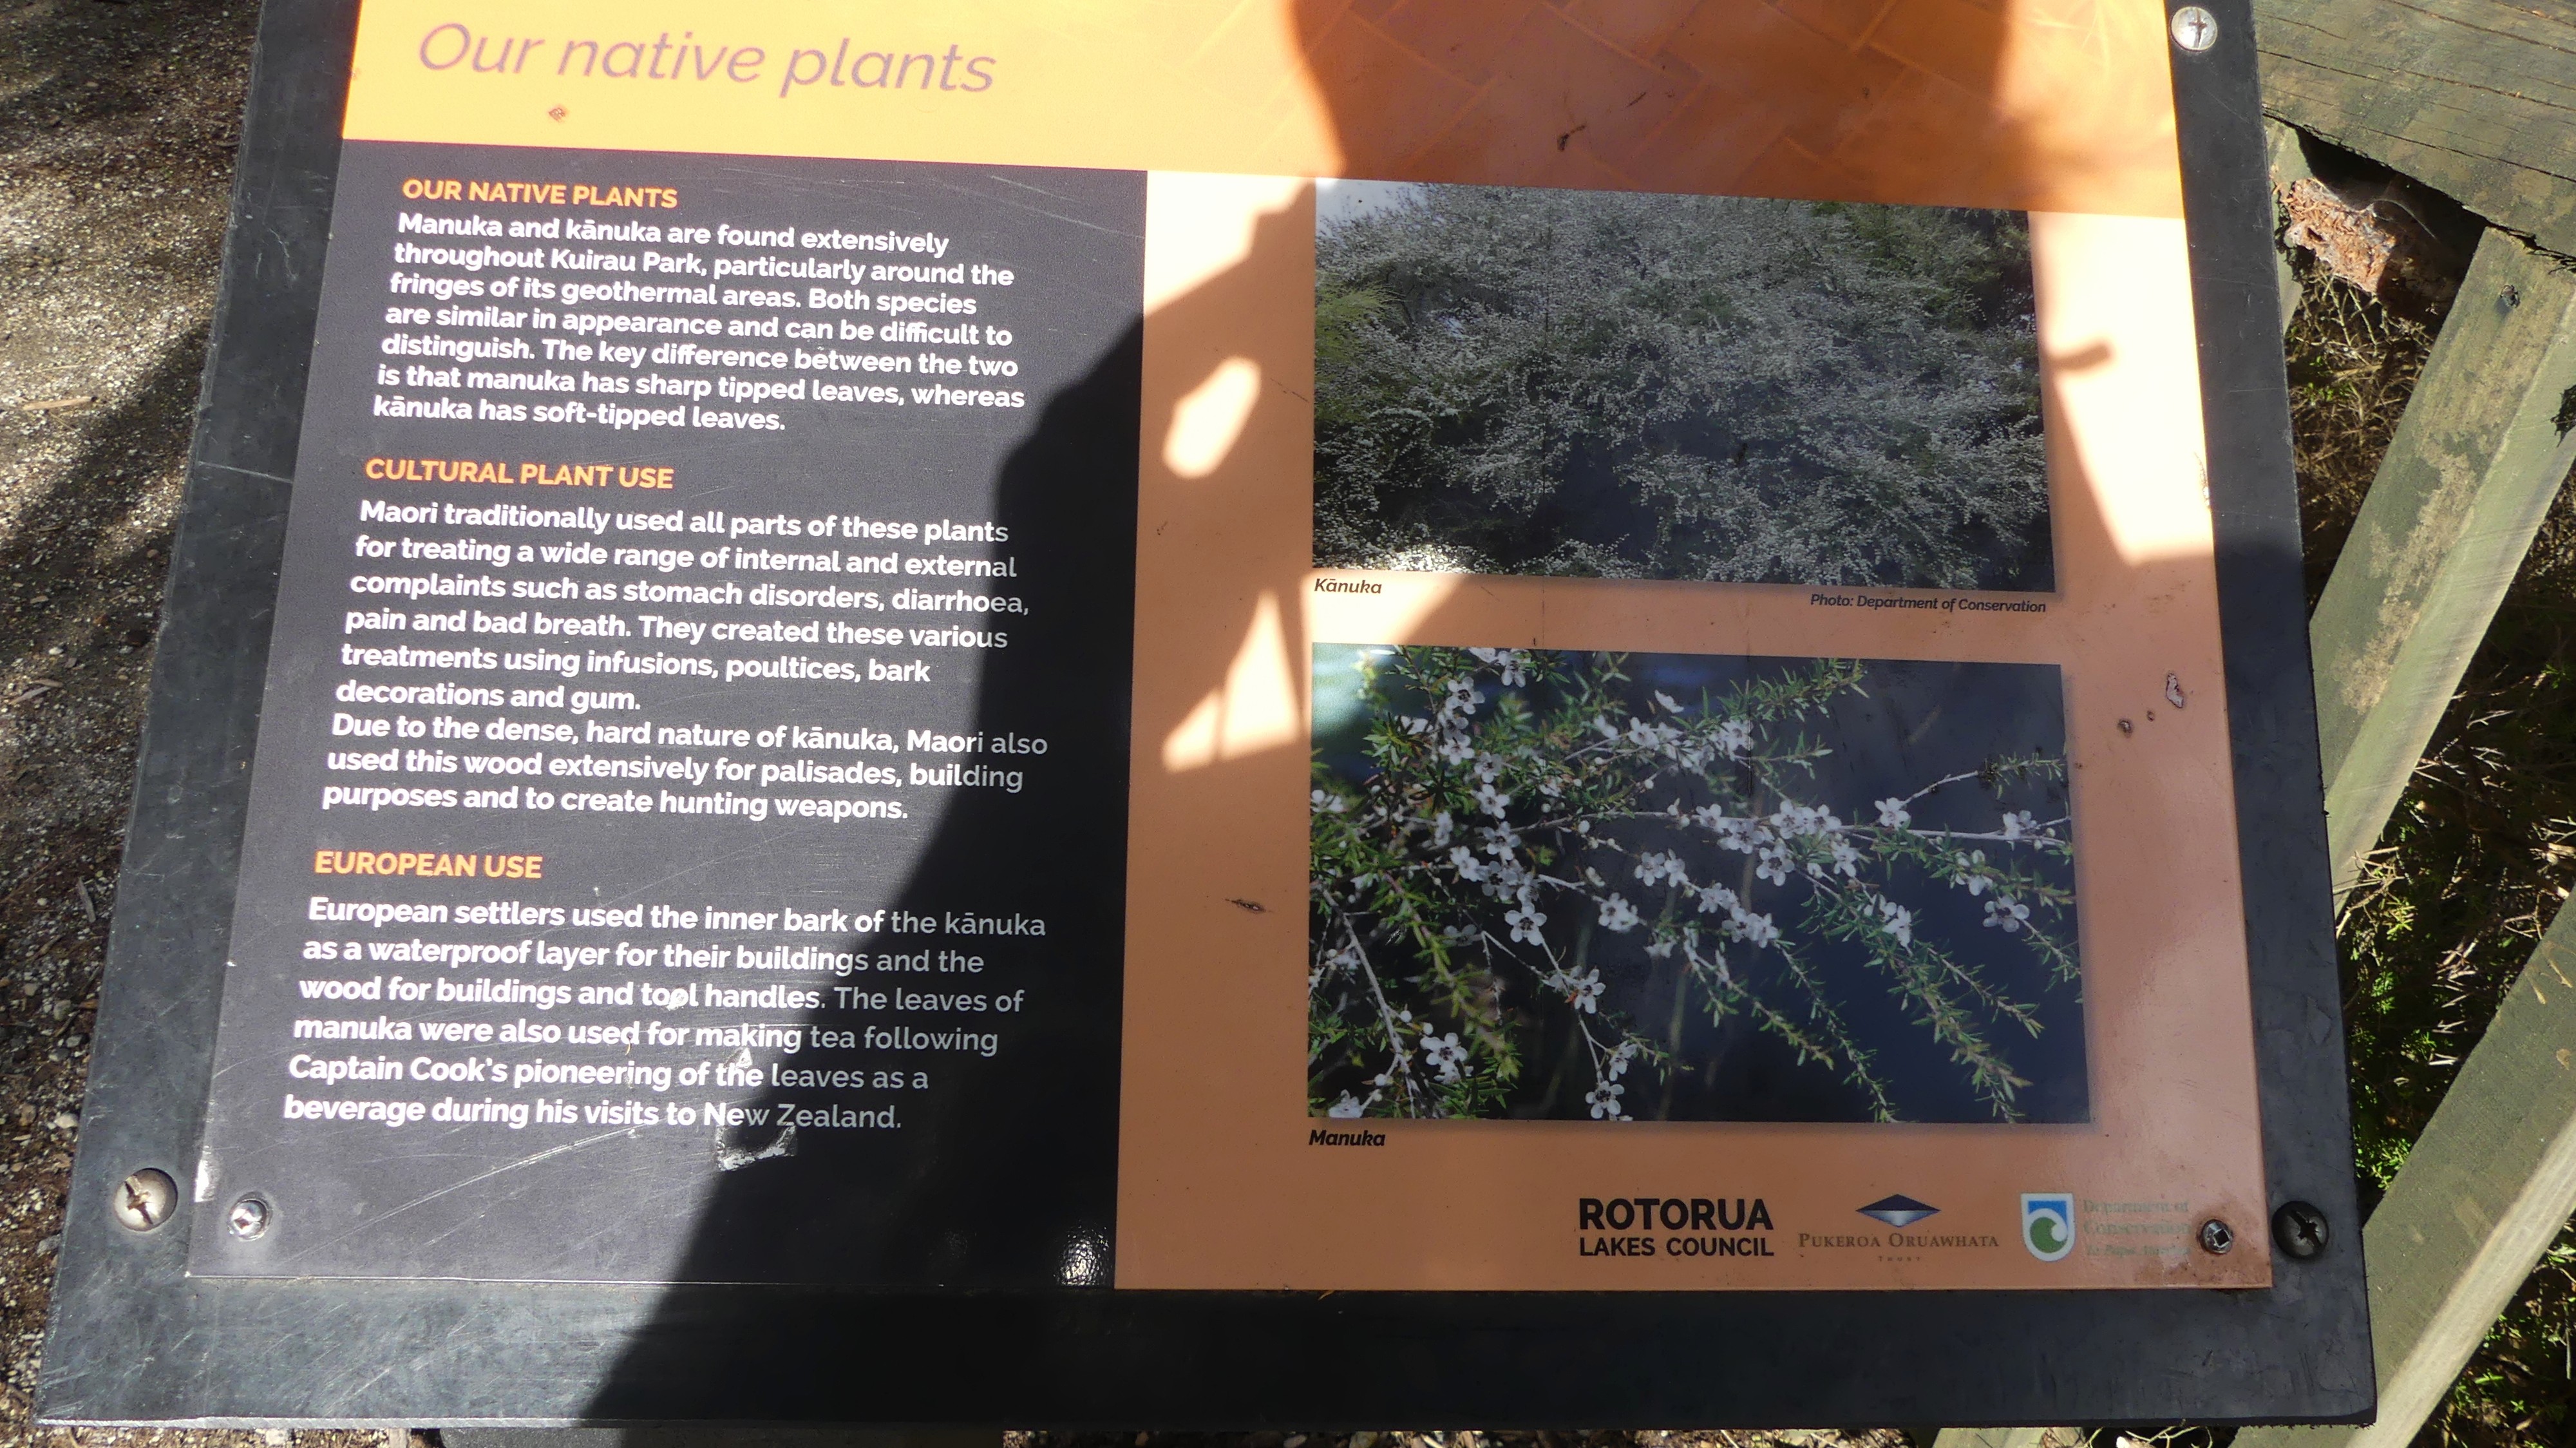 Our native plants
OUR NATIVE PLANTS
Manuka and kānuka are found extensively
throughout Kuirau Park, particularly around the
fringes of its geothermal areas. Both species
are similar in appearance and can be difficult to
distinguish. The key difference between the two
is that manuka has sharp tipped leaves, whereas
kānuka has soft-tipped leaves.
CULTURAL PLANT USE
Maori traditionally used all parts of these plants
for treating a wide range of internal and external
complaints such as stomach disorders, diarrhoea,
pain and bad breath. They created these various
treatments using infusions, poultices, bark
decorations and gum.
Due to the dense, hard nature of kānuka, Maori also
used this wood extensively for palisades, building
purposes and to create hunting weapons.
EUROPEAN USE
European settlers used the inner bark of the kānuka
as a waterproof layer for their buildings and the
wood for buildings and tool handles. The leaves of
manuka were also used for making tea following
Captain Cook's pioneering of the leaves as a
beverage during his visits to New Zealand.
Kānuka
Photo: Department of Conservation
Manuka
ROTORUA
LAKES COUNCIL
PUKEROA ORUAWHATA
TRUST
Department of
Conservation